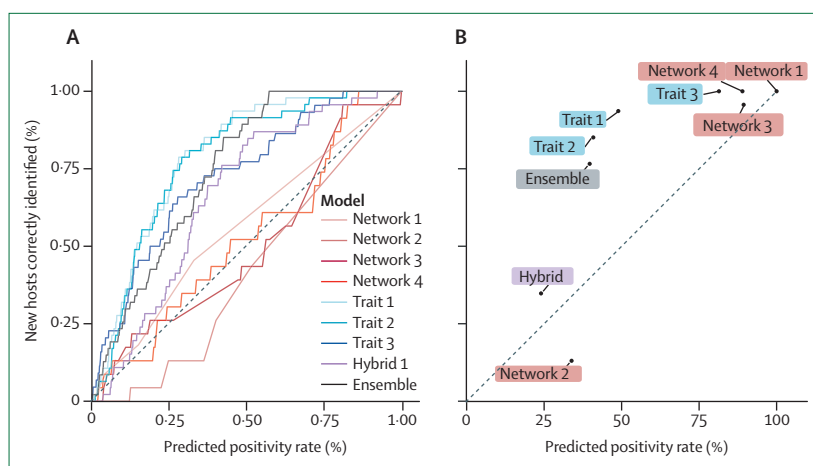 A
New hosts correctly identified (%)
1·00
0·75
0·50
0·25
0
0
0·25
0·50
0·75
1·00
Predicted positivity rate (%)
Model
Network 1
Network 2
Network 3
Network 4
Trait 1
Trait 2
Trait 3
Hybrid 1
Ensemble
B
Network 4
Network 1
Trait 3
Network 3
Trait 1
Trait 2
Ensemble
Hybrid
Network 2
0
25
50
75
100
Predicted positivity rate (%)